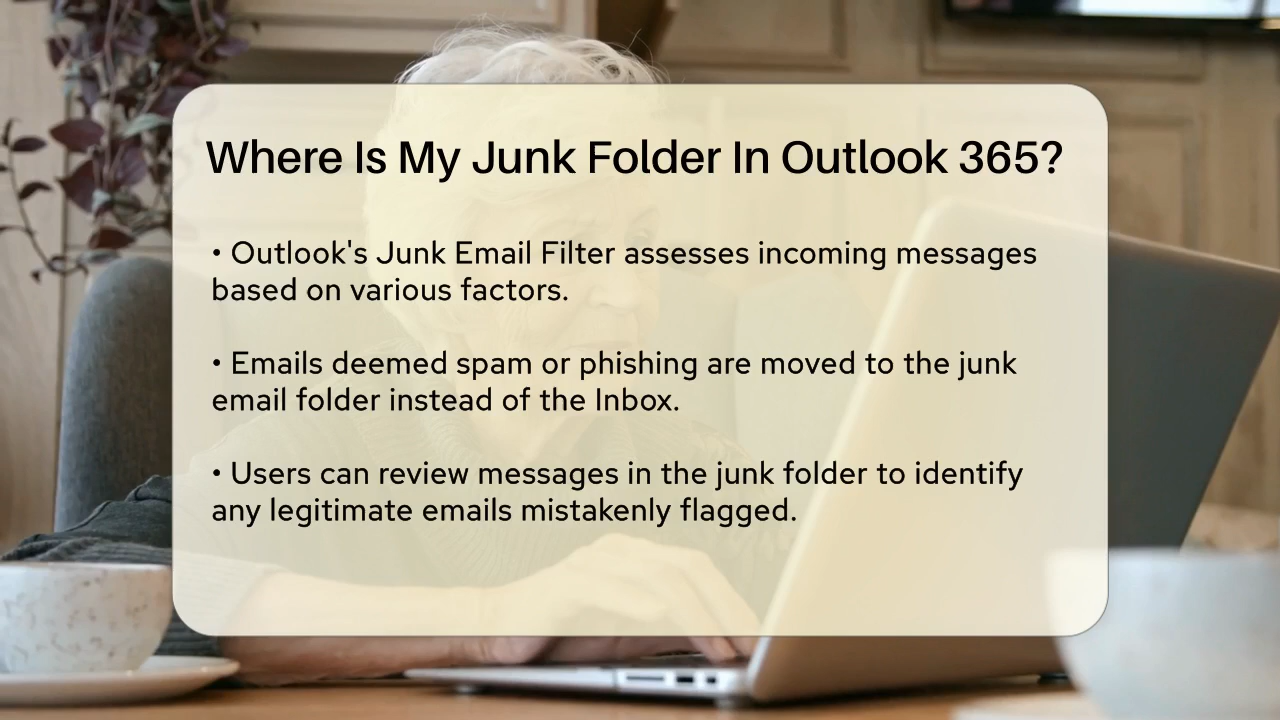 Where Is My Junk Folder In Outlook 365?
• Outlook's Junk Email Filter assesses incoming messages
based on various factors.
• Emails deemed spam or phishing are moved to the junk
email folder instead of the Inbox.
• Users can review messages in the junk folder to identify
any legitimate emails mistakenly flagged.